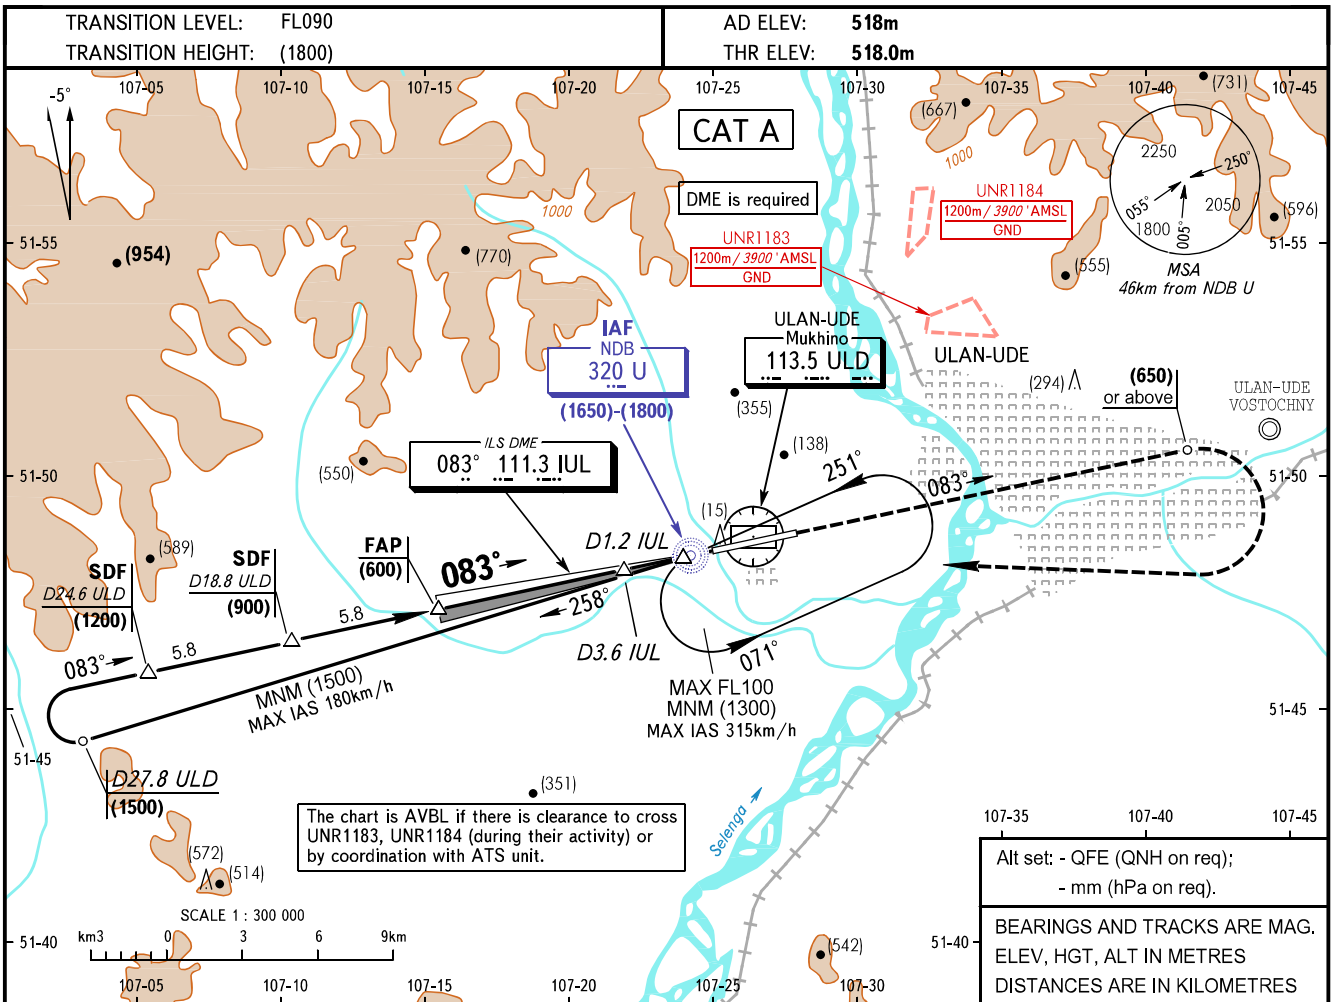 TRANSITION LEVEL: FL090
TRANSITION HEIGHT: (1800)
AD ELEV: 518m
THR ELEV: 518.0m
107-05 107-10 107-15 107-20 107-25 107-30 107-35 107-40 107-45
-5°
CAT A
DME is required
(731)
(667)
1000
2250
250°
055°
2050
1800
005°
(596)
MSA
46km from NDB U
UNR1184
1200m/3900'AMSL
GND
UNR1183
1200m/3900'AMSL
GND
(555)
1000
51-55
51-55
(954)
(770)
IAF
NDB
320 U
(1650)-(1800)
ULAN-UDE
Mukhino
113.5 ULD
ULAN-UDE
(294)
(650)
or above
ULAN-UDE
VOSTOCHNY
(355)
(138)
ILS DME
083° 111.3 IUL
(550)
51-50
51-50
251°
083°
(15)
D1.2 IUL
(589)
FAP
(600)
083°
SDF
D18.8 ULD
(900)
SDF
D24.6 ULD
(1200)
5.8
5.8
083°
258°
D3.6 IUL
071°
MNM (1500)
MAX IAS 180km/h
MAX FL100
MNM (1300)
MAX IAS 315km/h
51-45
51-45
D27.8 ULD
(1500)
(351)
The chart is AVBL if there is clearance to cross
UNR1183, UNR1184 (during their activity) or
by coordination with ATS unit.
Selenga
(572)
(514)
SCALE 1 : 300 000
km3 0 3 6 9km
51-40
51-40
(542)
107-35 107-40 107-45
107-05 107-10 107-15 107-20 107-25 107-30
Alt set: - QFE (QNH on req);
- mm (hPa on req).
BEARINGS AND TRACKS ARE MAG.
ELEV, HGT, ALT IN METRES
DISTANCES ARE IN KILOMETRES